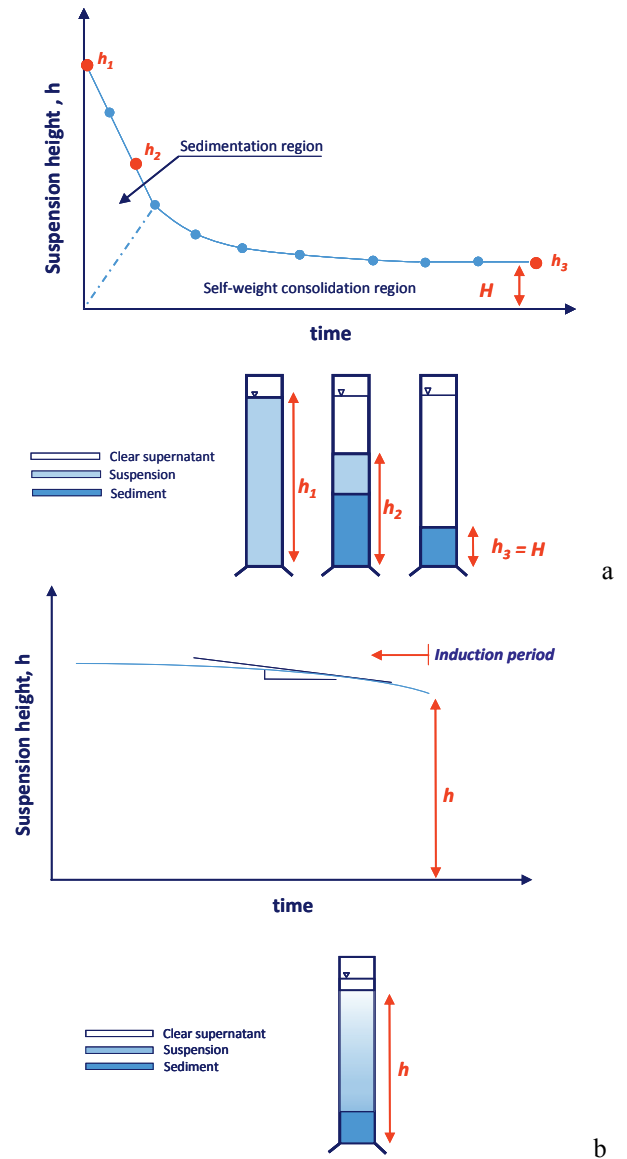 h1
Suspension height , h
h2
Sedimentation region
Self-weight consolidation region
h3
H
time
Clear supernatant
Suspension
Sediment
h1
h2
h3 = H
a
Suspension height, h
Induction period
h
time
Clear supernatant
Suspension
Sediment
h
b